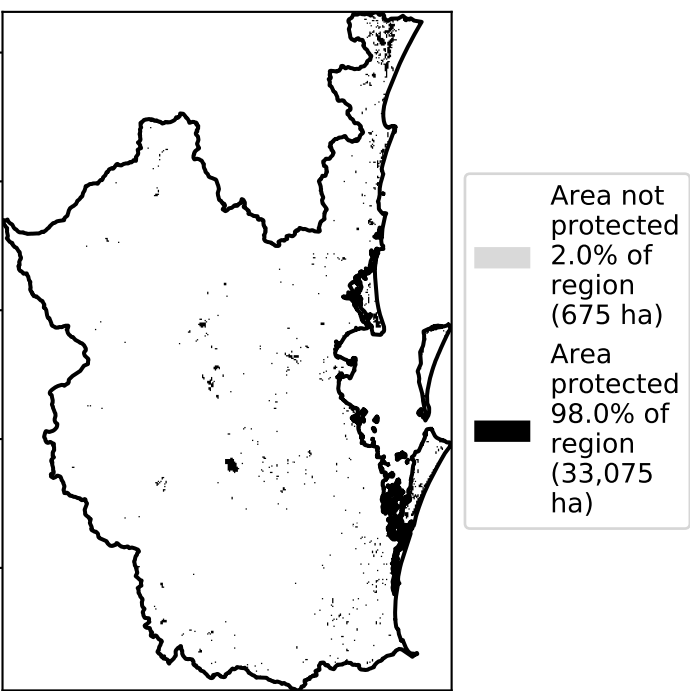 Area not
protected
2.0% of
region
(675 ha)
Area
protected
98.0% of
region
(33,075
ha)